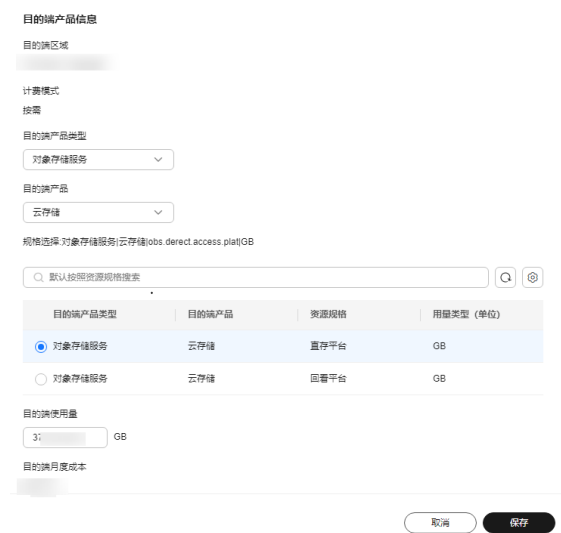 目的端产品信息
目的端区域
计费模式
按需
目的端产品类型
对象存储服务
目的端产品
云存储
规格选择:对象存储服务|云存储|obs.derect.access.plat|GB
默认按照资源规格搜索
目的端产品类型 目的端产品 资源规格 用量类型（单位）
对象存储服务 云存储 直存平台 GB
对象存储服务 云存储 回看平台 GB
目的端使用量
GB
目的端月度成本
取消 保存